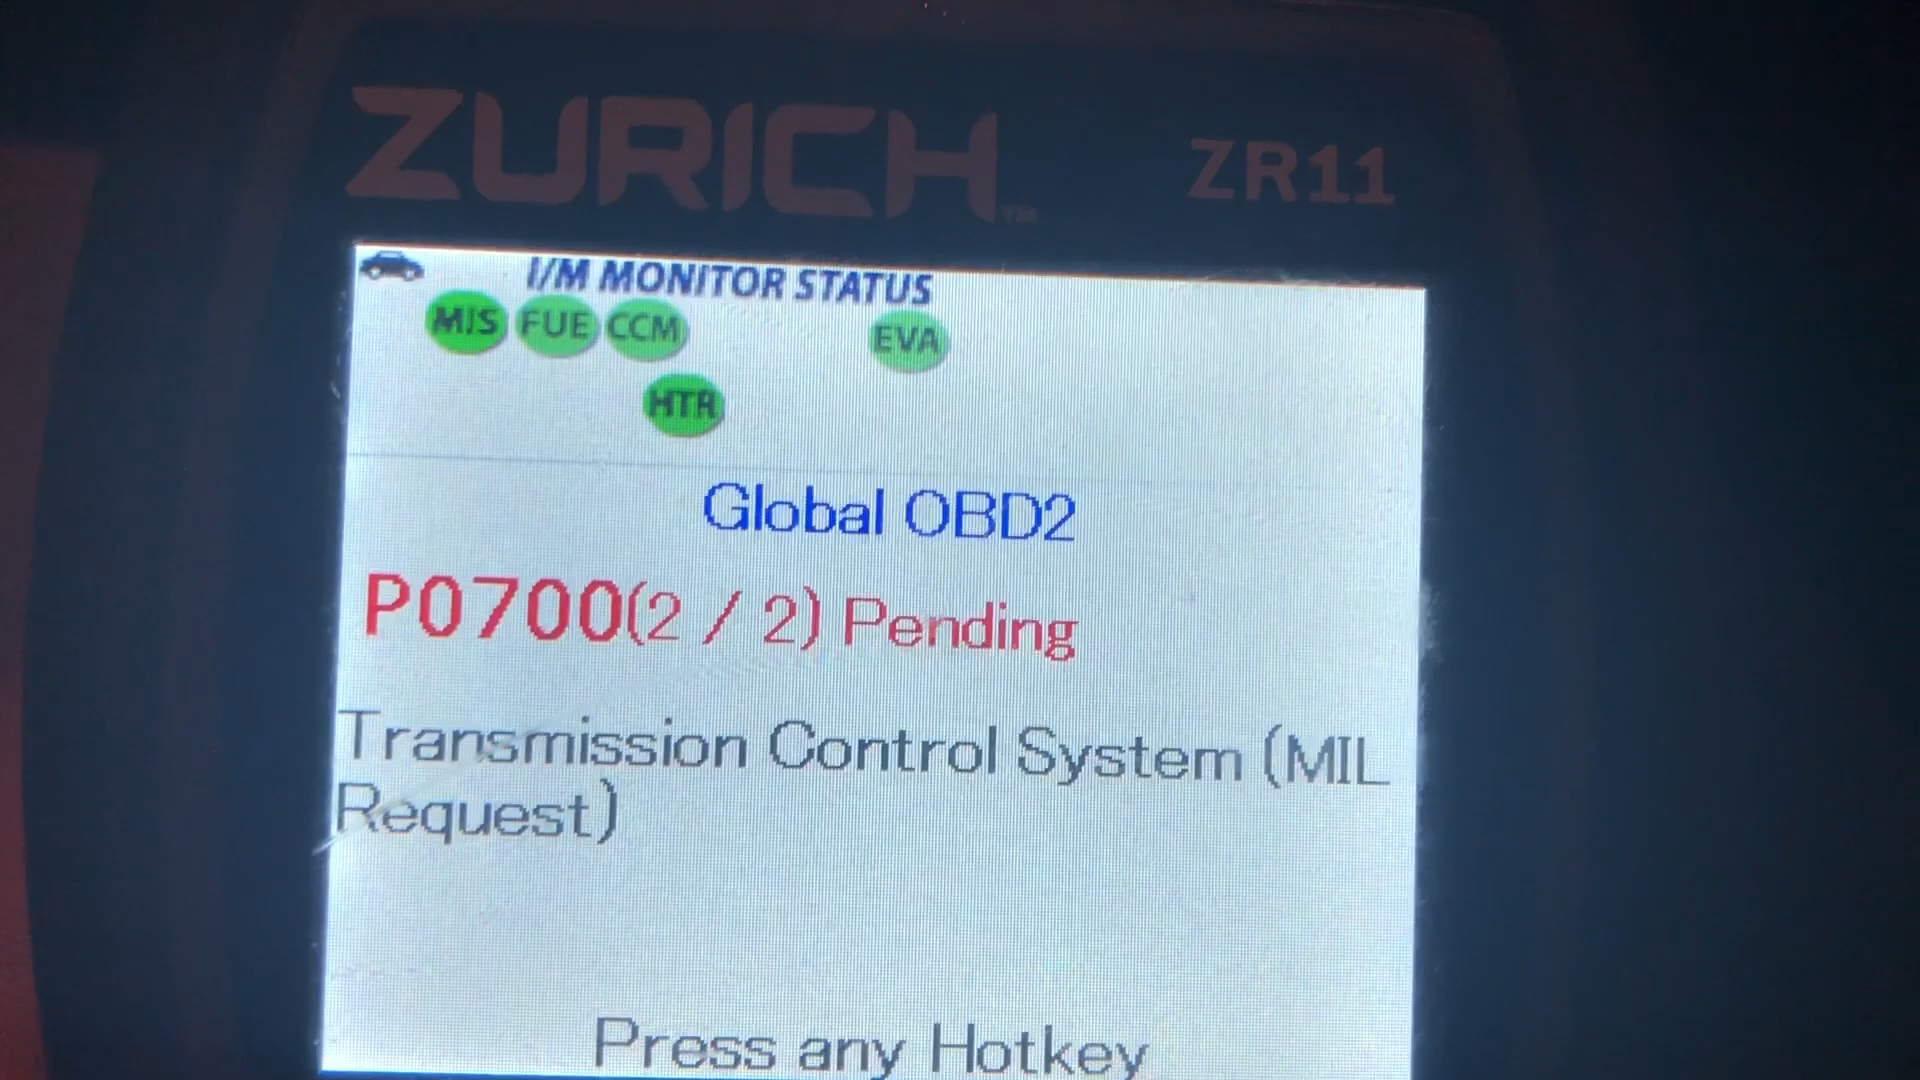 ZURICH™ ZR11
I/M MONITOR STATUS
MIS FUE CCM EVA
HTR
Global OBD2
P0700(2 / 2) Pending
Transmission Control System (MIL
Request)
Press any Hotkey